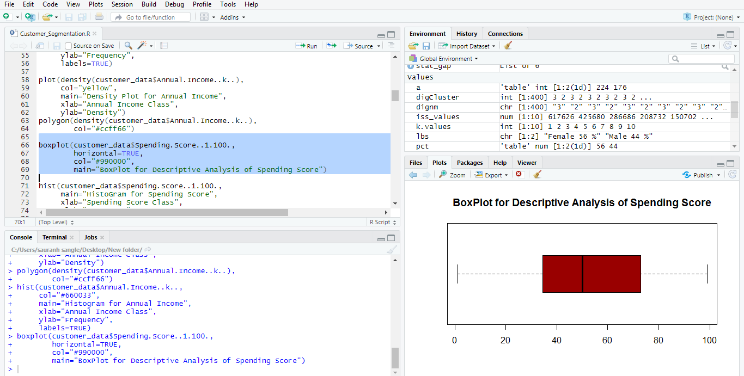 File Edit Code View Plots Session Build Debug Profile Tools Help
Go to file/function
Addins
Project: (None)
Customer_Segmentation.R
Source on Save
Run
Source
55 ylab="Frequency",
56 labels=TRUE)
57
58 plot(density(customer_data$Annual.Income..k..),
59 col="yellow",
60 main="Density Plot for Annual Income",
61 xlab="Annual Income Class",
62 ylab="Density")
63 polygon(density(customer_data$Annual.Income..k..),
64 col="#ccff66")
65
66 boxplot(customer_data$Spending.Score..1.100.,
67 horizontal=TRUE,
68 col="#990000",
69 main="BoxPlot for Descriptive Analysis of Spending Score")
70
71 hist(customer_data$Spending.Score..1.100.,
72 main="HistoGram for Spending Score",
73 xlab="Spending Score Class",
74
70:1 (Top Level) R Script
Console Terminal Jobs
C:/Users/saurank sangle/Desktop/New folder/
+ xlab="Annual Income Class",
+ ylab="Density")
> polygon(density(customer_data$Annual.Income..k..),
+ col="#ccff66")
> hist(customer_data$Annual.Income..k..,
+ col="#660033",
+ main="Histogram for Annual Income",
+ xlab="Annual Income Class",
+ ylab="Frequency",
+ labels=TRUE)
> boxplot(customer_data$Spending.Score..1.100.,
+ horizontal=TRUE,
+ col="#990000",
+ main="BoxPlot for Descriptive Analysis of Spending Score")
>
Environment History Connections
Import Dataset
List
Global Environment
stat_gap List of 6
Values
a 'table' int [1:2(1d)] 224 176
digCluster int [1:400] 3 2 3 2 3 2 3 2 3 2 ...
dignm chr [1:400] "3" "2" "3" "2" "3" "2" "3" "2" "3" "2"…
iss_values num [1:10] 617626 425680 286686 208732 150702 ...
k.values int [1:10] 1 2 3 4 5 6 7 8 9 10
lbs chr [1:2] "Female 56 %" "Male 44 %"
pct 'table' num [1:2(1d)] 56 44
Files Plots Packages Help Viewer
Zoom Export
Publish
BoxPlot for Descriptive Analysis of Spending Score
0 20 40 60 80 100